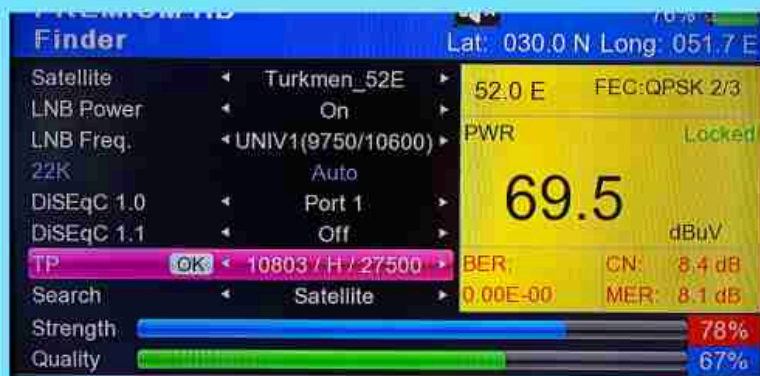 PREMIUM HD 76%
Finder Lat: 030.0 N Long: 051.7 E
Satellite Turkmen_52E
LNB Power On
LNB Freq. UNIV1(9750/10600)
22K Auto
DiSEqC 1.0 Port 1
DiSEqC 1.1 Off
TP OK 10803 / H / 27500
Search Satellite
Strength 78%
Quality 67%
52.0 E FEC:QPSK 2/3
PWR Locked
69.5
dBuV
BER: CN: 8.4 dB
0.00E-00 MER: 8.1 dB